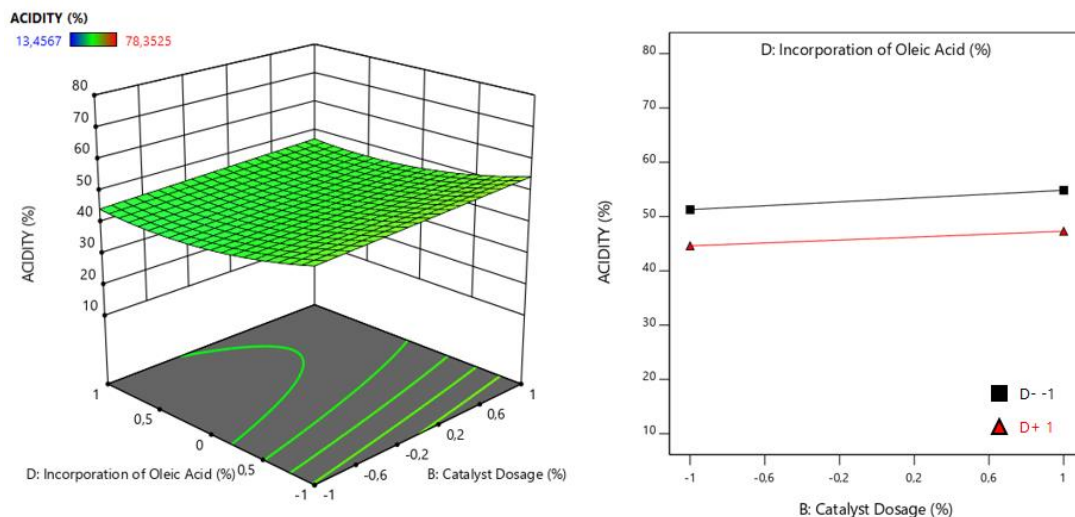 ACIDITY (%)
13,4567 78,3525
80
70
60
50
40
30
20
10
ACIDITY (%)
1
0,5
0
0,5
-1
D: Incorporation of Oleic Acid (%)
-1
-0,6
-0,2
0,2
0,6
1
B: Catalyst Dosage (%)
D: Incorporation of Oleic Acid (%)
80
70
60
50
40
30
20
10
ACIDITY (%)
D- -1
D+ 1
-1 -0,6 -0,2 0,2 0,6 1
B: Catalyst Dosage (%)